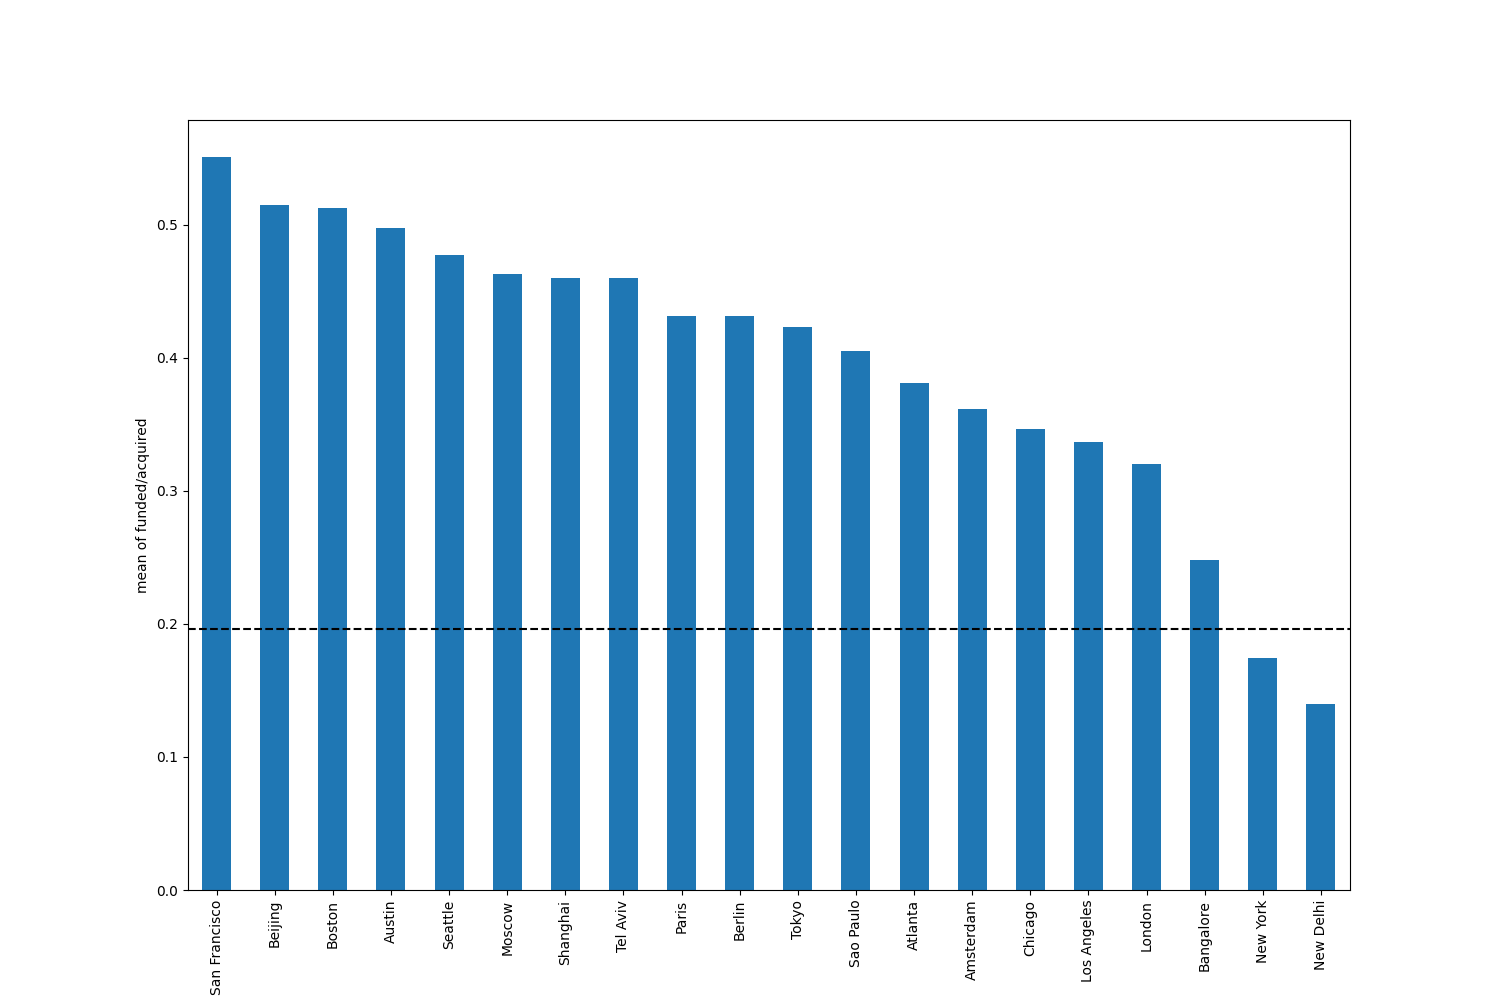 mean of funded/acquired
0.5
0.4
0.3
0.2
0.1
0.0
San Francisco
Beijing
Boston
Austin
Seattle
Moscow
Shanghai
Tel Aviv
Paris
Berlin
Tokyo
Sao Paulo
Atlanta
Amsterdam
Chicago
Los Angeles
London
Bangalore
New York
New Delhi